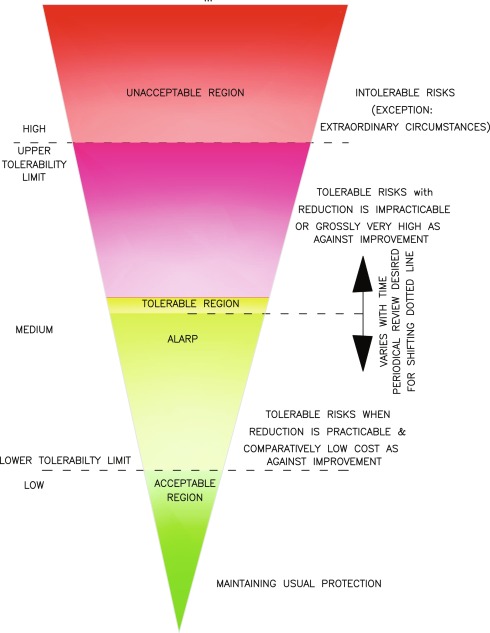 UNACCEPTABLE REGION
INTOLERABLE RISKS
(EXCEPTION:
EXTRAORDINARY CIRCUMSTANCES)
HIGH
UPPER
TOLERABILITY
LIMIT
TOLERABLE RISKS with
REDUCTION IS IMPRACTICABLE
OR GROSSLY VERY HIGH AS
AGAINST IMPROVEMENT
VARIES WITH TIME
PERIODICAL REVIEW DESIRED
FOR SHIFTING DOTTED LINE
TOLERABLE REGION
MEDIUM
ALARP
TOLERABLE RISKS WHEN
REDUCTION IS PRACTICABLE &
COMPARATIVELY LOW COST AS
AGAINST IMPROVEMENT
LOWER TOLERABILTY LIMIT
LOW
ACCEPTABLE
REGION
MAINTAINING USUAL PROTECTION